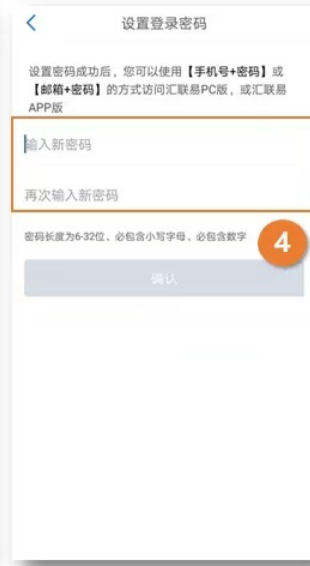 设置登录密码
设置密码成功后，您可以使用【手机号+密码】或
【邮箱+密码】的方式访问汇联易PC版，或汇联易
APP版
输入新密码
再次输入新密码
密码长度为6-32位、必包含小写字母、必包含数字
4
确认